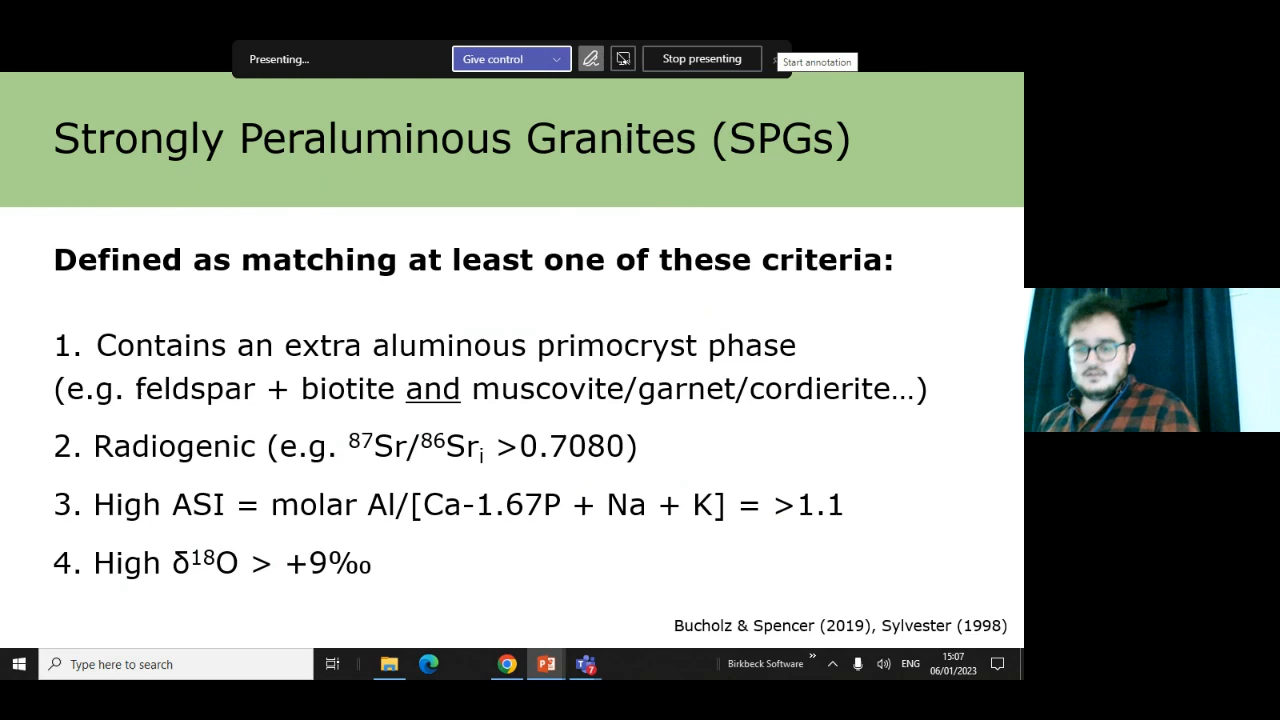 Presenting...
Give control
Stop presenting
Start annotation
Strongly Peraluminous Granites (SPGs)
Defined as matching at least one of these criteria:
1. Contains an extra aluminous primocryst phase
(e.g. feldspar + biotite and muscovite/garnet/cordierite…)
2. Radiogenic (e.g. ⁸⁷Sr/⁸⁶Srᵢ >0.7080)
3. High ASI = molar Al/[Ca-1.67P + Na + K] = >1.1
4. High δ¹⁸O > +9‰
Bucholz & Spencer (2019), Sylvester (1998)
Type here to search
Birkbeck Software
ENG
15:07
06/01/2023
7